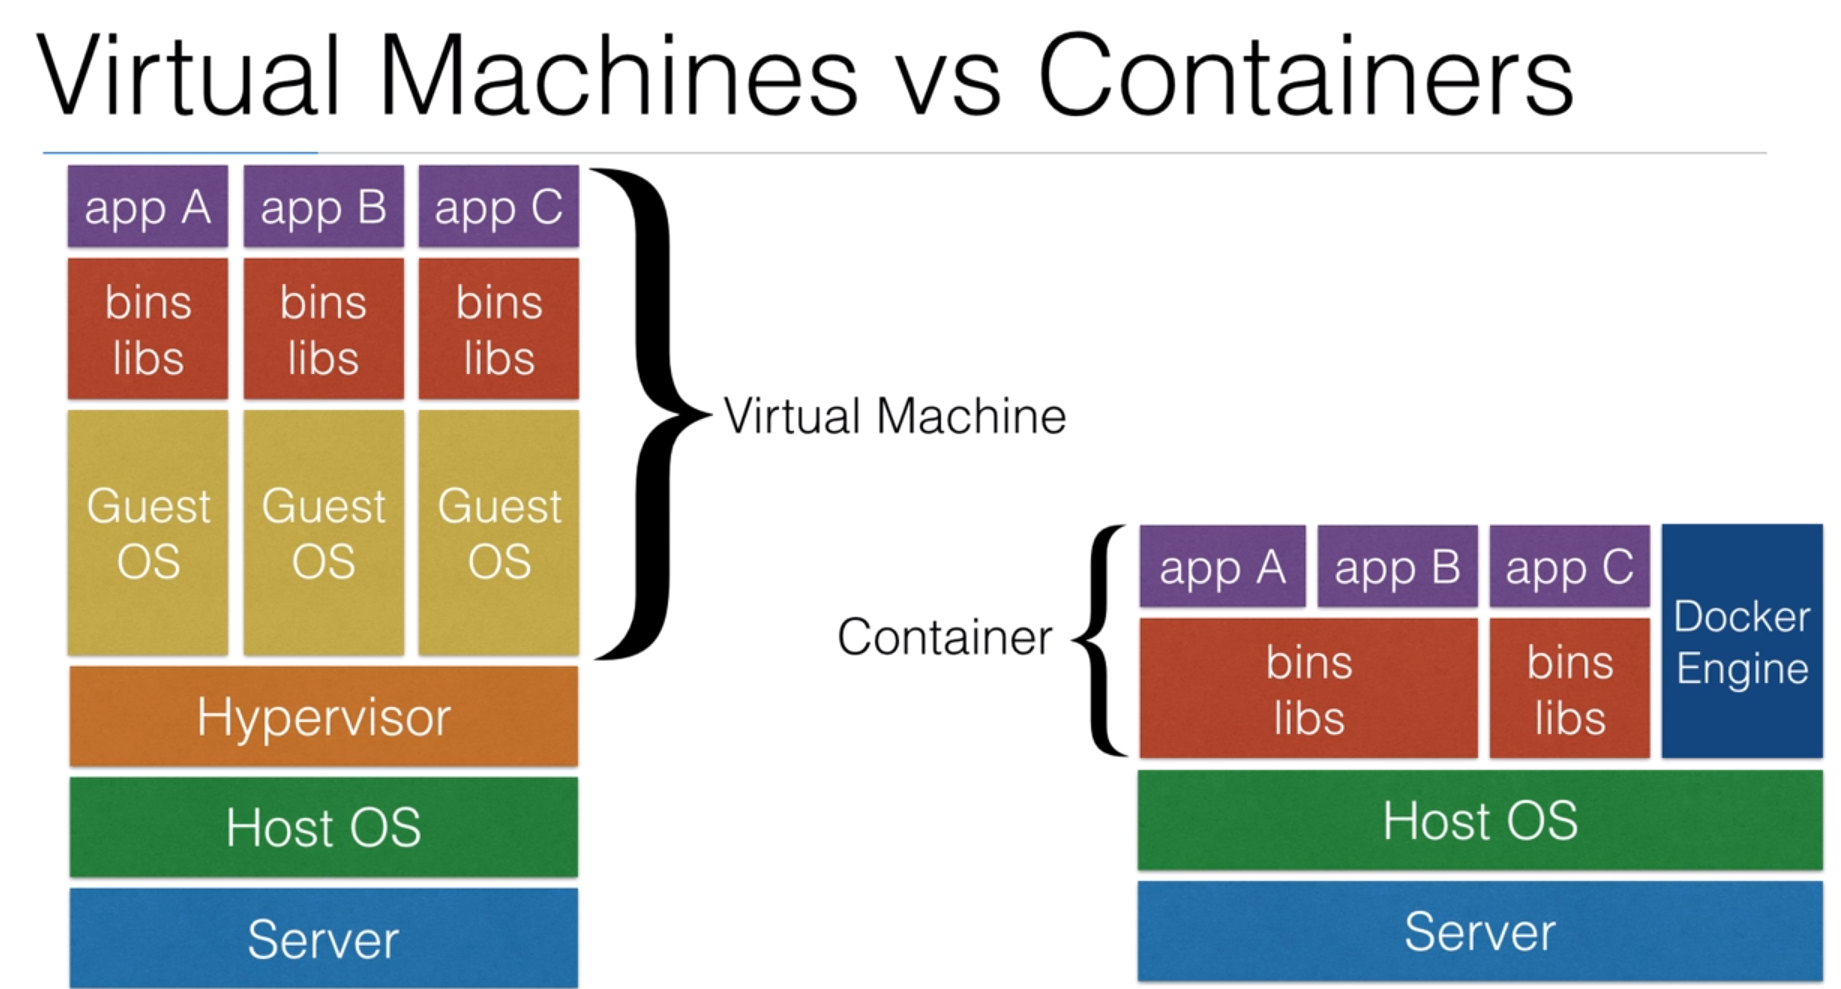 Virtual Machines vs Containers
app A
app B
app C
bins
libs
bins
libs
bins
libs
Guest
OS
Guest
OS
Guest
OS
Hypervisor
Host OS
Server
Virtual Machine
Container
app A
app B
app C
Docker
Engine
bins
libs
bins
libs
Host OS
Server